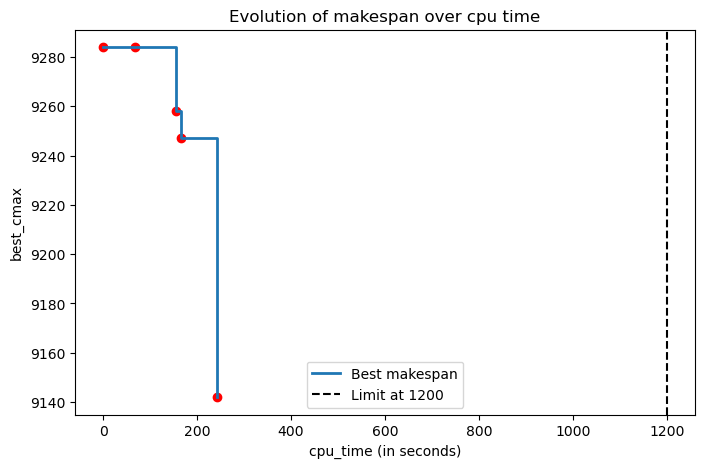 Evolution of makespan over cpu time
best_cmax
9280
9260
9240
9220
9200
9180
9160
9140
Best makespan
Limit at 1200
0 200 400 600 800 1000 1200
cpu_time (in seconds)